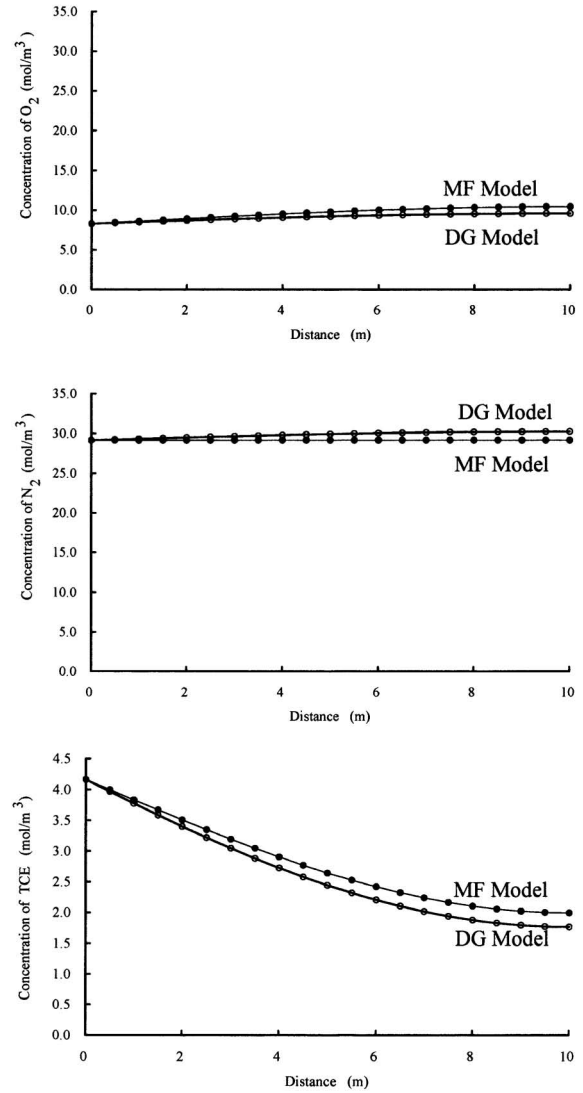 35.0
30.0
25.0
20.0
15.0
10.0
5.0
0.0
Concentration of O2 (mol/m3)
MF Model
DG Model
0 2 4 6 8 10
Distance (m)
35.0
30.0
25.0
20.0
15.0
10.0
5.0
0.0
Concentration of N2 (mol/m3)
DG Model
MF Model
0 2 4 6 8 10
Distance (m)
4.5
4.0
3.5
3.0
2.5
2.0
1.5
1.0
0.5
0.0
Concentration of TCE (mol/m3)
MF Model
DG Model
0 2 4 6 8 10
Distance (m)